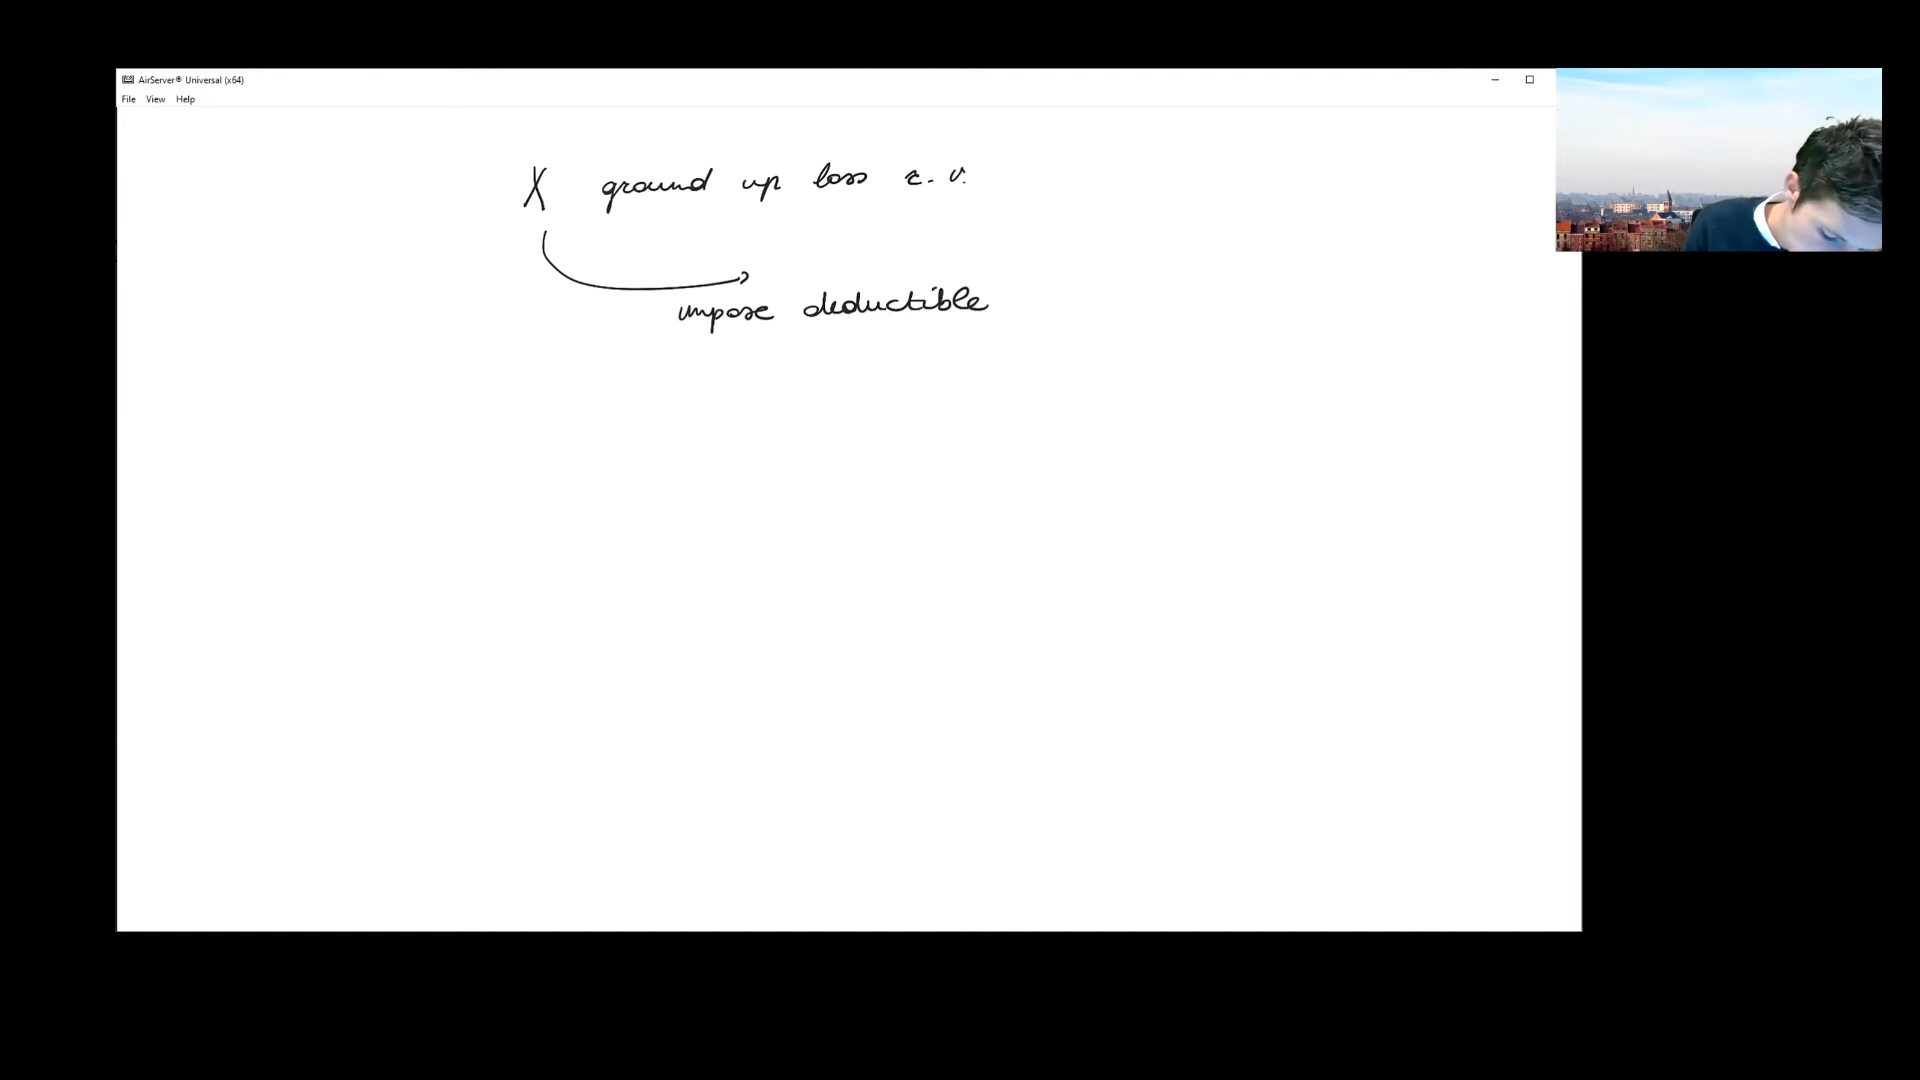 AirServer® Universal (x64)
File View Help
X ground up loss r.v.
impose deductible